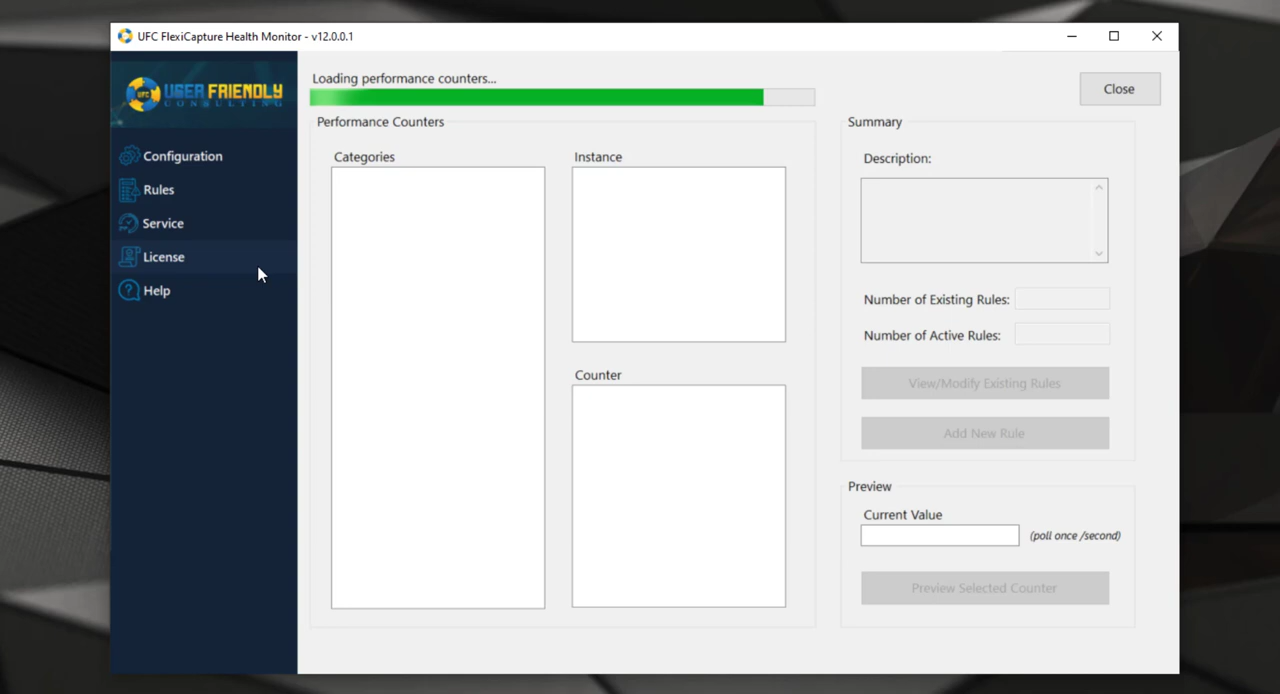 UFC FlexiCapture Health Monitor - v12.0.0.1
UFC
USER FRIENDLY
CONSULTING
Configuration
Rules
Service
License
Help
Loading performance counters...
Close
Performance Counters
Categories
Instance
Counter
Summary
Description:
Number of Existing Rules:
Number of Active Rules:
View/Modify Existing Rules
Add New Rule
Preview
Current Value
(poll once /second)
Preview Selected Counter